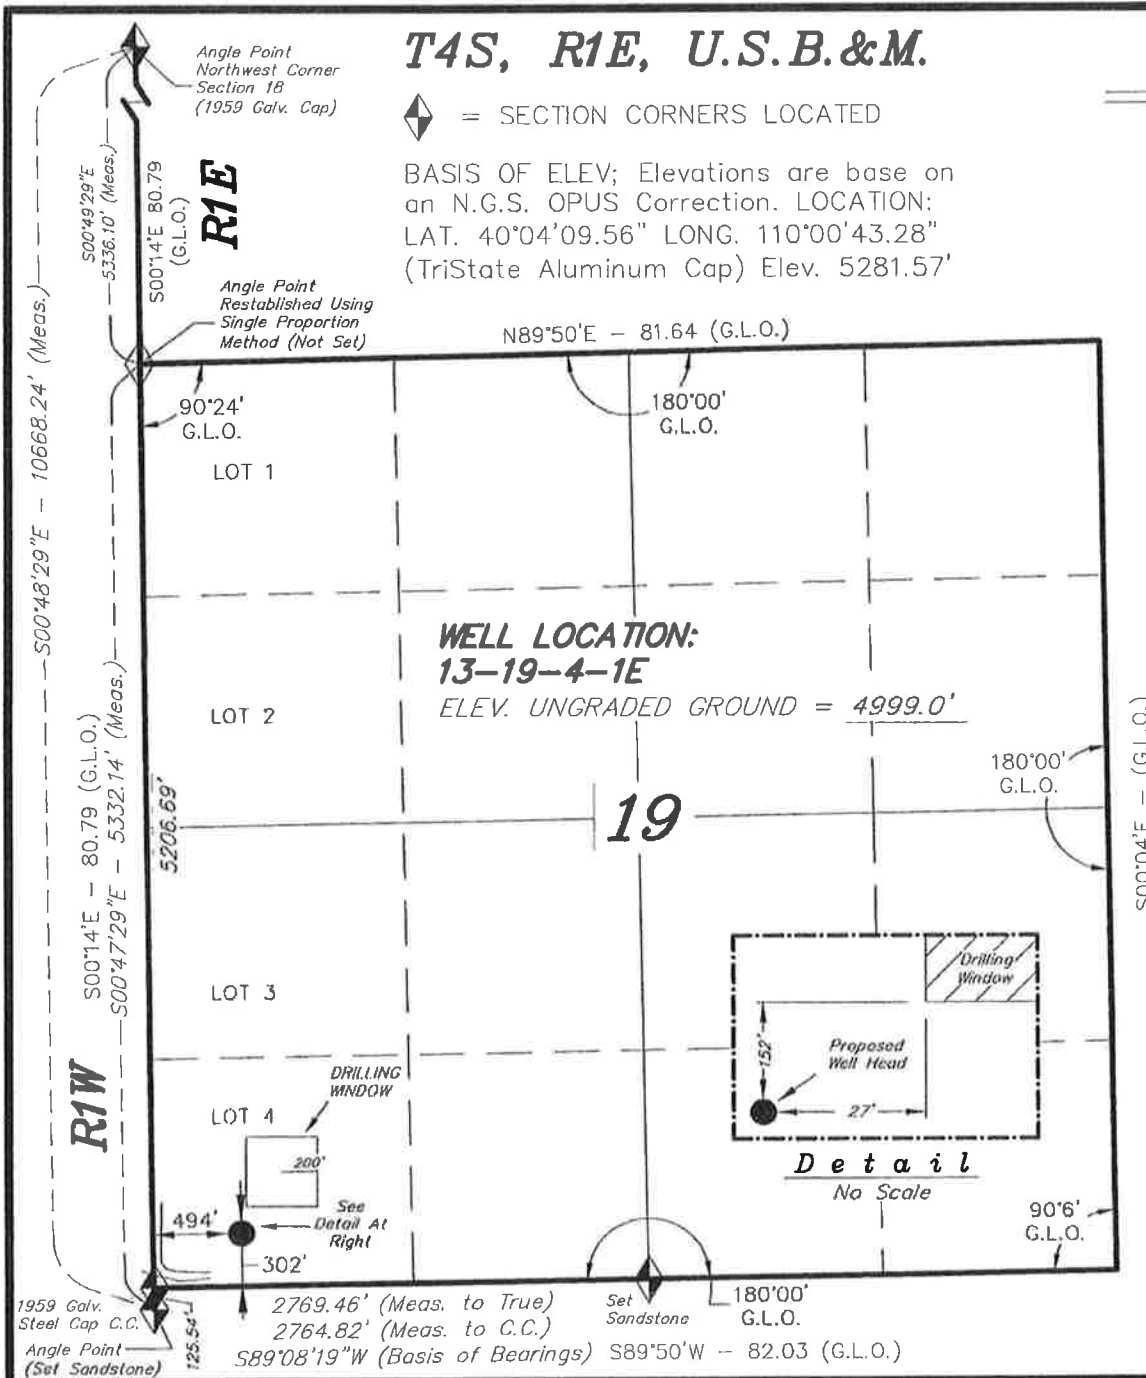 T4S, R1E, U.S.B.&M.
Angle Point
Northwest Corner
Section 18
(1959 Galv. Cap)
= SECTION CORNERS LOCATED
BASIS OF ELEV; Elevations are base on
an N.G.S. OPUS Correction. LOCATION:
LAT. 40°04'09.56" LONG. 110°00'43.28"
(TriState Aluminum Cap) Elev. 5281.57'
S00°49'29"E
5336.10' (Meas.)
S00°14'E 80.79
(G.L.O.)
R1E
Angle Point
Restablished Using
Single Proportion
Method (Not Set)
N89°50'E - 81.64 (G.L.O.)
90°24'
G.L.O.
180°00'
G.L.O.
LOT 1
S00°48'29"E - 10668.24' (Meas.)
WELL LOCATION:
13-19-4-1E
ELEV. UNGRADED GROUND = 4999.0'
LOT 2
S00°14'E - 80.79 (G.L.O.)
S00°47'29"E - 5332.14' (Meas.)
5206.69'
19
180°00'
G.L.O.
S00°04'E - (G.L.O.)
LOT 3
R1W
Drilling
Window
152'
Proposed
Well Head
27'
Detail
No Scale
DRILLING
WINDOW
LOT 4
200'
See
Detail At
Right
494'
302'
90°6'
G.L.O.
1959 Galv.
Steel Cap C.C.
Angle Point
(Set Sandstone)
125.54'
2769.46' (Meas. to True)
2764.82' (Meas. to C.C.)
S89°08'19"W (Basis of Bearings)
Set
Sandstone
180°00'
G.L.O.
S89°50'W - 82.03 (G.L.O.)